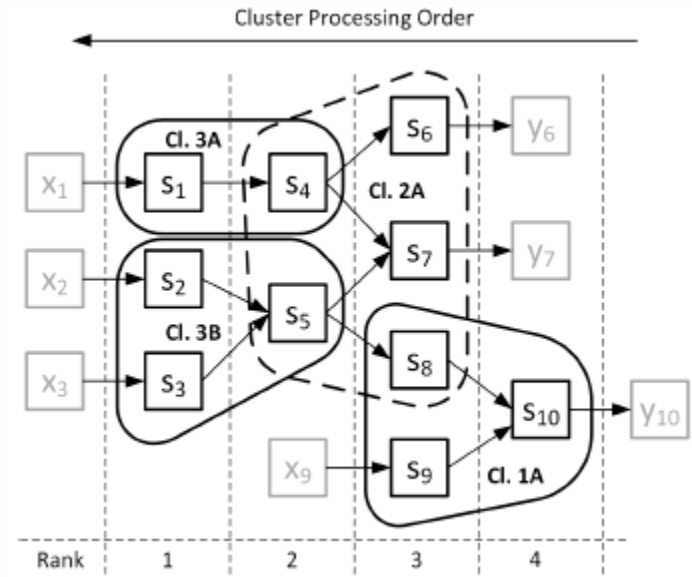 Cluster Processing Order
Cl. 3A
s6
y6
x1
s1
s4
Cl. 2A
x2
s2
s7
y7
s5
Cl. 3B
x3
s3
s8
s10
y10
x9
s9
Cl. 1A
Rank 1 2 3 4